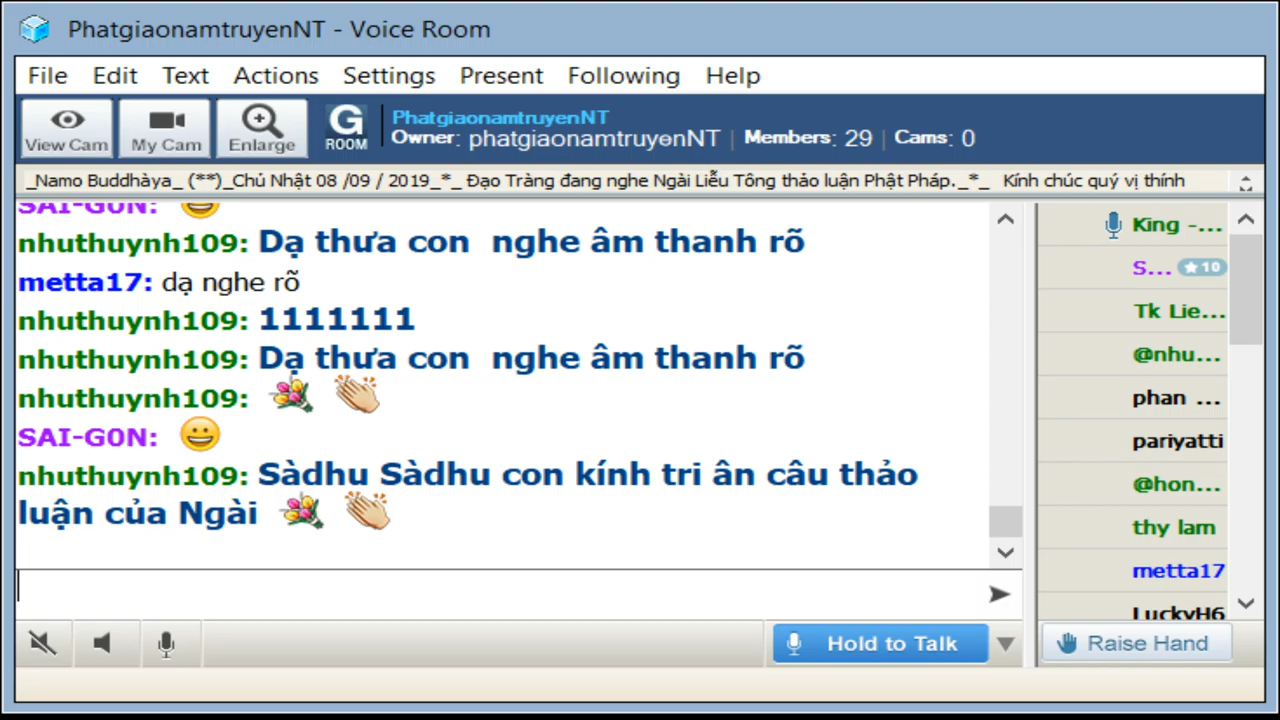 PhatgiaonamtruyenNT - Voice Room
File Edit Text Actions Settings Present Following Help
View Cam My Cam Enlarge G ROOM
PhatgiaonamtruyenNT
Owner: phatgiaonamtruyenNT | Members: 29 | Cams: 0
_Namo Buddhàya_ (**)_Chủ Nhật 08 /09 / 2019_*_ Đạo Tràng đang nghe Ngài Liễu Tông thảo luận Phật Pháp._*_ Kính chúc quý vị thính
SAI-G0N:
nhuthuynh109: Dạ thưa con nghe âm thanh rõ
metta17: dạ nghe rõ
nhuthuynh109: 1111111
nhuthuynh109: Dạ thưa con nghe âm thanh rõ
nhuthuynh109:
SAI-G0N:
nhuthuynh109: Sàdhu Sàdhu con kính tri ân câu thảo
luận của Ngài
King -...
S... 10
Tk Lie...
@nhu...
phan ...
pariyatti
@hon...
thy lam
metta17
LuckyH6
Hold to Talk
Raise Hand